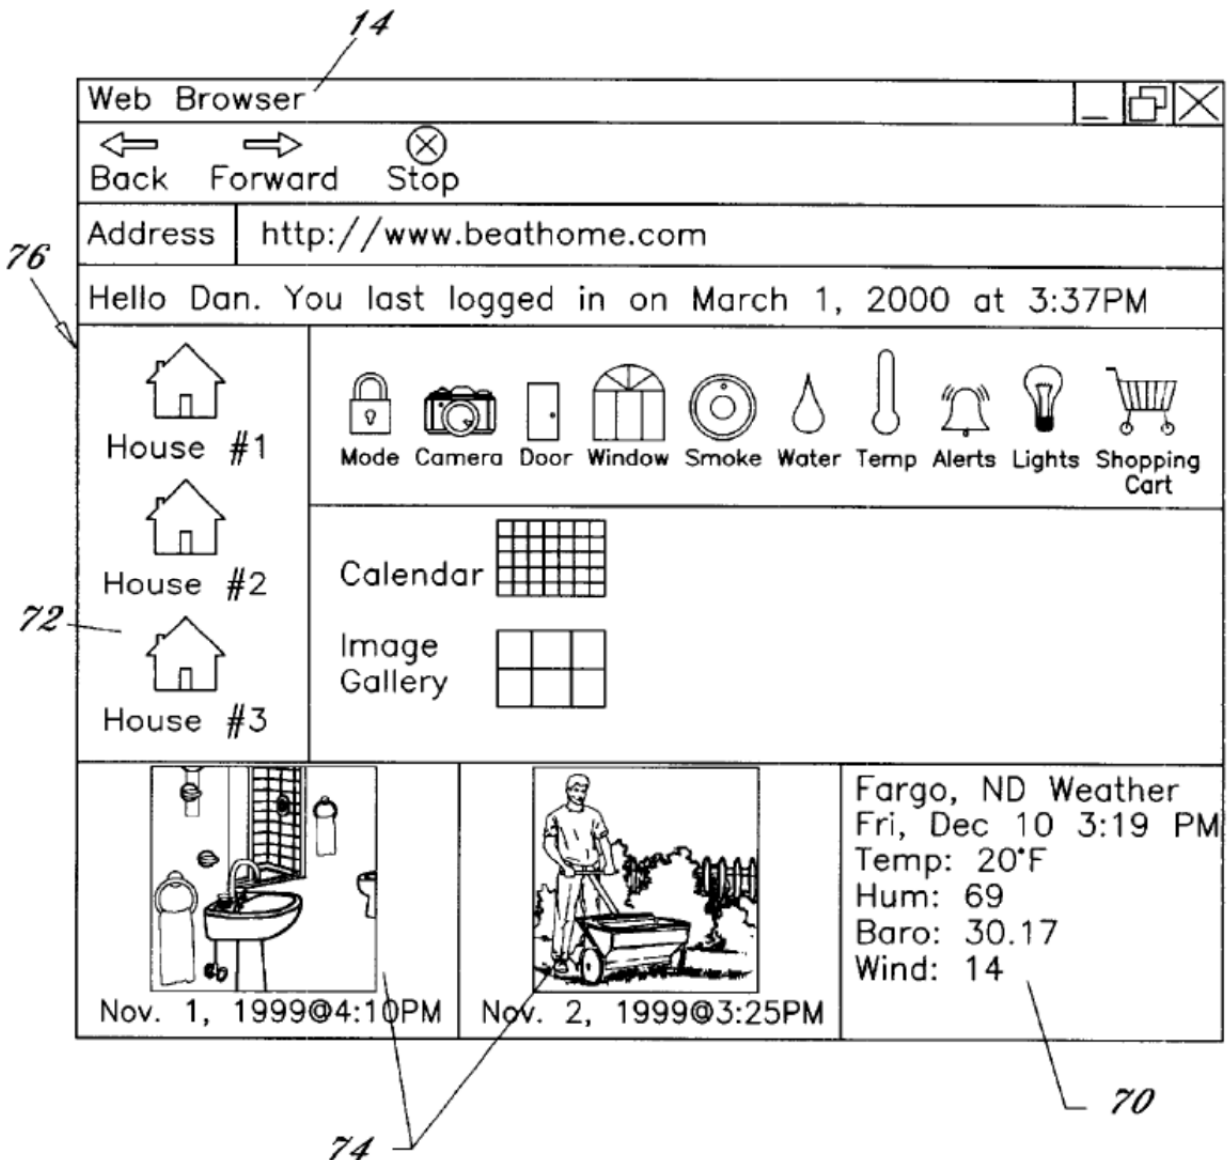 14
Web Browser
Back Forward Stop
Address http://www.beathome.com
76
Hello Dan. You last logged in on March 1, 2000 at 3:37PM
House #1
Mode Camera Door Window Smoke Water Temp Alerts Lights Shopping
Cart
House #2
72
House #3
Calendar
Image
Gallery
Nov. 1, 1999@4:10PM
Nov. 2, 1999@3:25PM
Fargo, ND Weather
Fri, Dec 10 3:19 PM
Temp: 20°F
Hum: 69
Baro: 30.17
Wind: 14
74
70